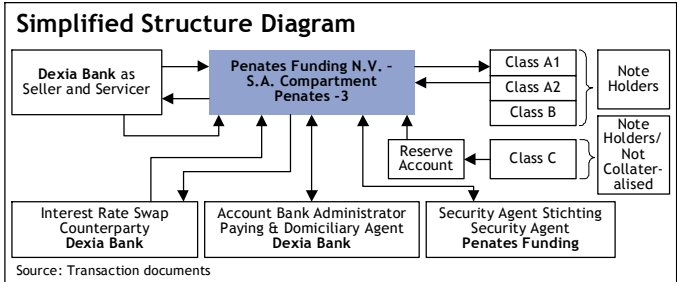 Simplified Structure Diagram
Dexia Bank as
Seller and Servicer
Penates Funding N.V. –
S.A. Compartment
Penates -3
Class A1
Class A2
Class B
Note
Holders
Reserve
Account
Class C
Note
Holders/
Not
Collater-
alised
Interest Rate Swap
Counterparty
Dexia Bank
Account Bank Administrator
Paying & Domiciliary Agent
Dexia Bank
Security Agent Stichting
Security Agent
Penates Funding
Source: Transaction documents